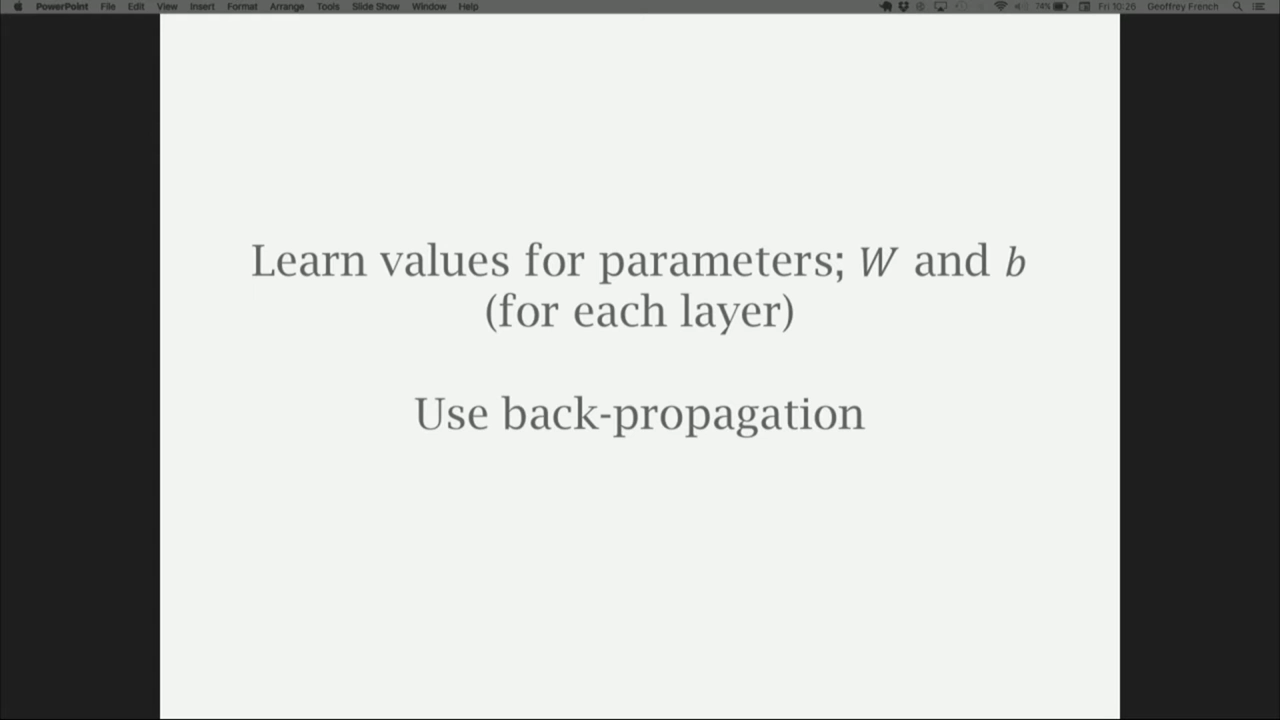 PowerPoint File Edit View Insert Format Arrange Tools Slide Show Window Help 74% Fri 10:26 Geoffrey French
Learn values for parameters; W and b
(for each layer)
Use back-propagation